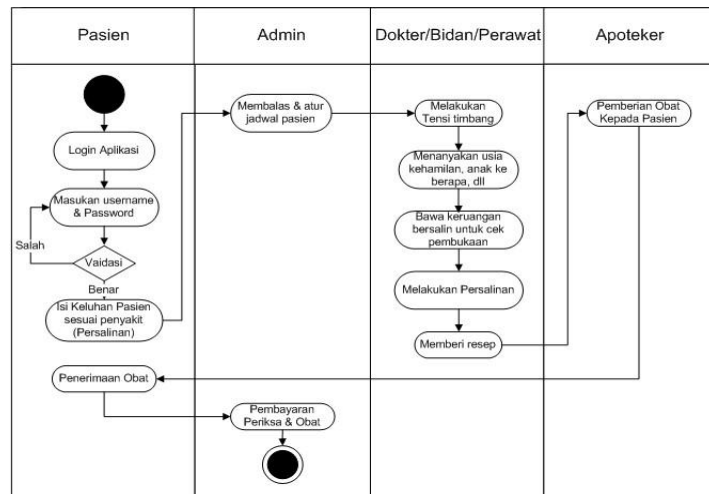 Pasien
Admin
Dokter/Bidan/Perawat
Apoteker
Login Aplikasi
Masukan username
& Password
Salah
Vaidasi
Benar
Isi Keluhan Pasien
sesuai penyakit
(Persalinan)
Membalas & atur
jadwal pasien
Melakukan
Tensi timbang
Menanyakan usia
kehamilan, anak ke
berapa, dll
Bawa keruangan
bersalin untuk cek
pembukaan
Melakukan Persalinan
Memberi resep
Pemberian Obat
Kepada Pasien
Penerimaan Obat
Pembayaran
Periksa & Obat